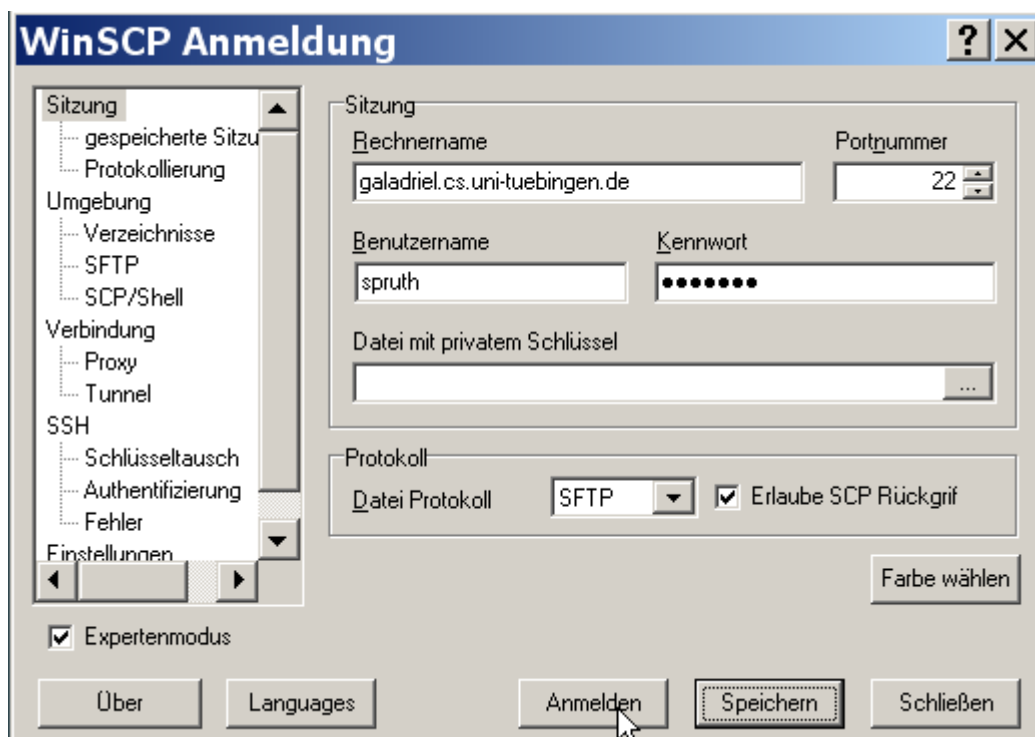 WinSCP Anmeldung
Sitzung
gespeicherte Sitzu
Protokollierung
Umgebung
Verzeichnisse
SFTP
SCP/Shell
Verbindung
Proxy
Tunnel
SSH
Schlüsseltausch
Authentifizierung
Fehler
Einstellungen
Sitzung
Rechnername Portnummer
galadriel.cs.uni-tuebingen.de 22
Benutzername Kennwort
spruth •••••••
Datei mit privatem Schlüssel
...
Protokoll
Datei Protokoll SFTP Erlaube SCP Rückgrif
Farbe wählen
Expertenmodus
Über Languages Anmelden Speichern Schließen